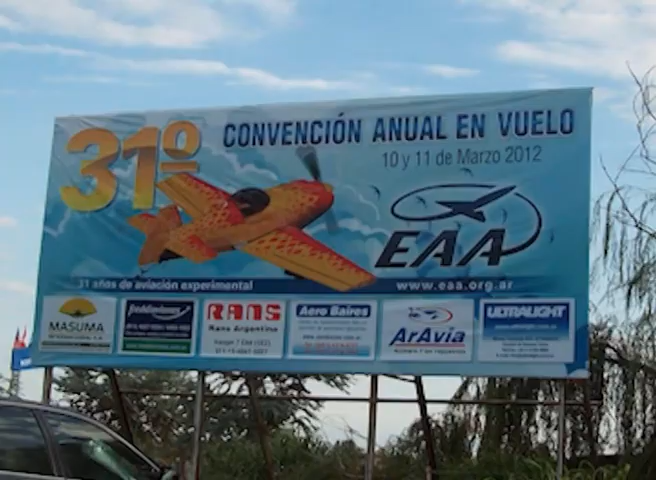 31º
CONVENCIÓN ANUAL EN VUELO
10 y 11 de Marzo 2012
EAA
31 años de aviación experimental
www.eaa.org.ar
MASUMA
INTERNACIONAL S.A.
RANS
Rans Argentina
Aero Baires
ArAvia
ULTRALIGHT